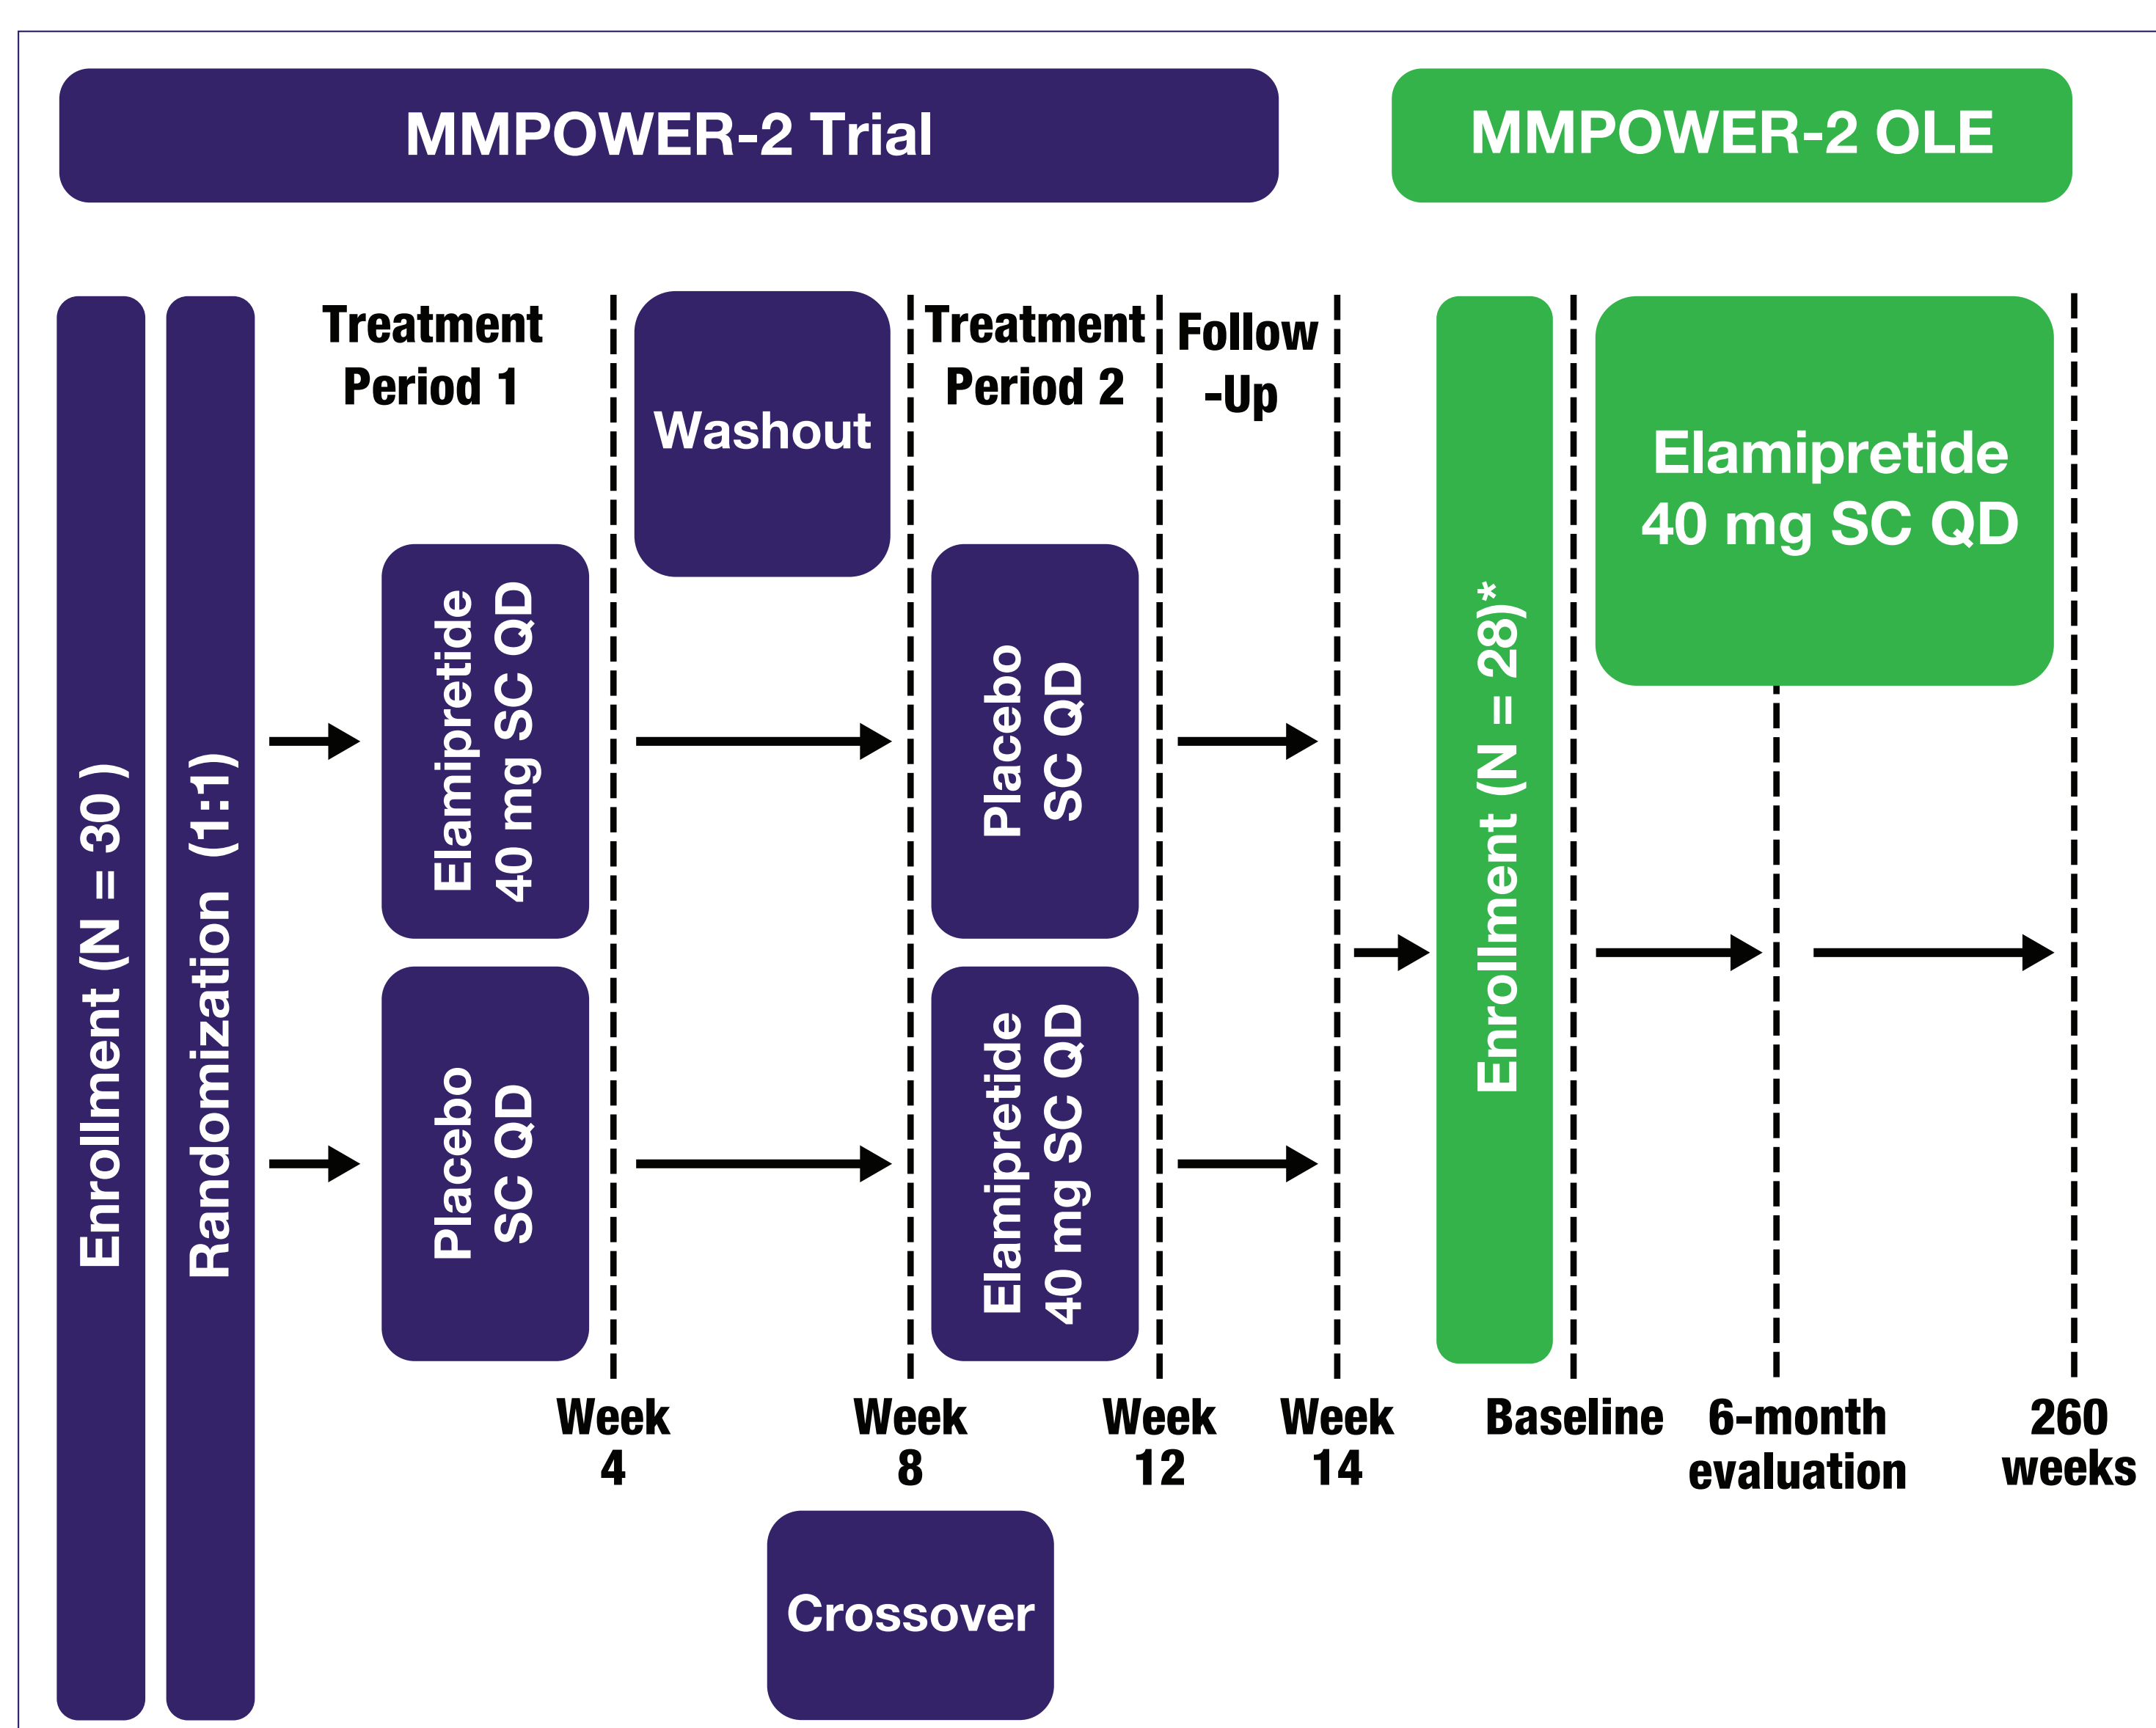 MMPOWER-2 Trial
MMPOWER-2 OLE
Enrollment (N = 30 )
Randomization (1:1)
Treatment
Period 1
Washout
Treatment
Period 2
Follow
-Up
Elamipretide
40 mg SC QD
Placebo
SC QD
Placebo
SC QD
Elamipretide
40 mg SC QD
Enrollment (N = 28)*
Elamipretide
40 mg SC QD
Week
4
Week
8
Week
12
Week
14
Baseline
6-month
evaluation
260
weeks
Crossover